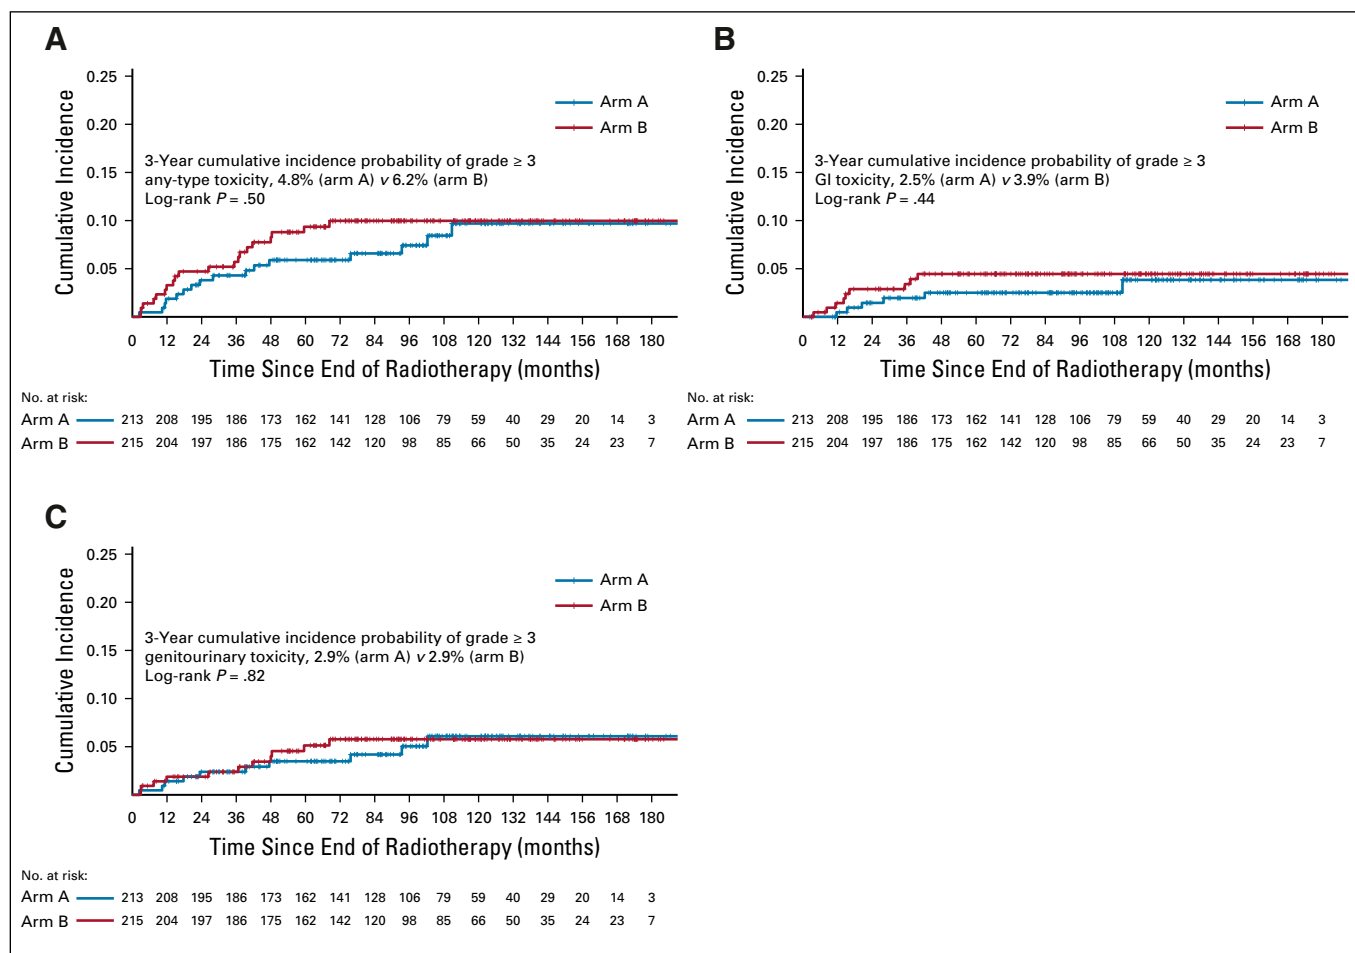 A
0.25
0.20
0.15
0.10
0.05
Cumulative Incidence
Arm A
Arm B
3-Year cumulative incidence probability of grade ≥ 3
any-type toxicity, 4.8% (arm A) v 6.2% (arm B)
Log-rank P = .50
0 12 24 36 48 60 72 84 96 108 120 132 144 156 168 180
Time Since End of Radiotherapy (months)
No. at risk:
Arm A 213 208 195 186 173 162 141 128 106 79 59 40 29 20 14 3
Arm B 215 204 197 186 175 162 142 120 98 85 66 50 35 24 23 7
B
0.25
0.20
0.15
0.10
0.05
Cumulative Incidence
Arm A
Arm B
3-Year cumulative incidence probability of grade ≥ 3
GI toxicity, 2.5% (arm A) v 3.9% (arm B)
Log-rank P = .44
0 12 24 36 48 60 72 84 96 108 120 132 144 156 168 180
Time Since End of Radiotherapy (months)
No. at risk:
Arm A 213 208 195 186 173 162 141 128 106 79 59 40 29 20 14 3
Arm B 215 204 197 186 175 162 142 120 98 85 66 50 35 24 23 7
C
0.25
0.20
0.15
0.10
0.05
Cumulative Incidence
Arm A
Arm B
3-Year cumulative incidence probability of grade ≥ 3
genitourinary toxicity, 2.9% (arm A) v 2.9% (arm B)
Log-rank P = .82
0 12 24 36 48 60 72 84 96 108 120 132 144 156 168 180
Time Since End of Radiotherapy (months)
No. at risk:
Arm A 213 208 195 186 173 162 141 128 106 79 59 40 29 20 14 3
Arm B 215 204 197 186 175 162 142 120 98 85 66 50 35 24 23 7